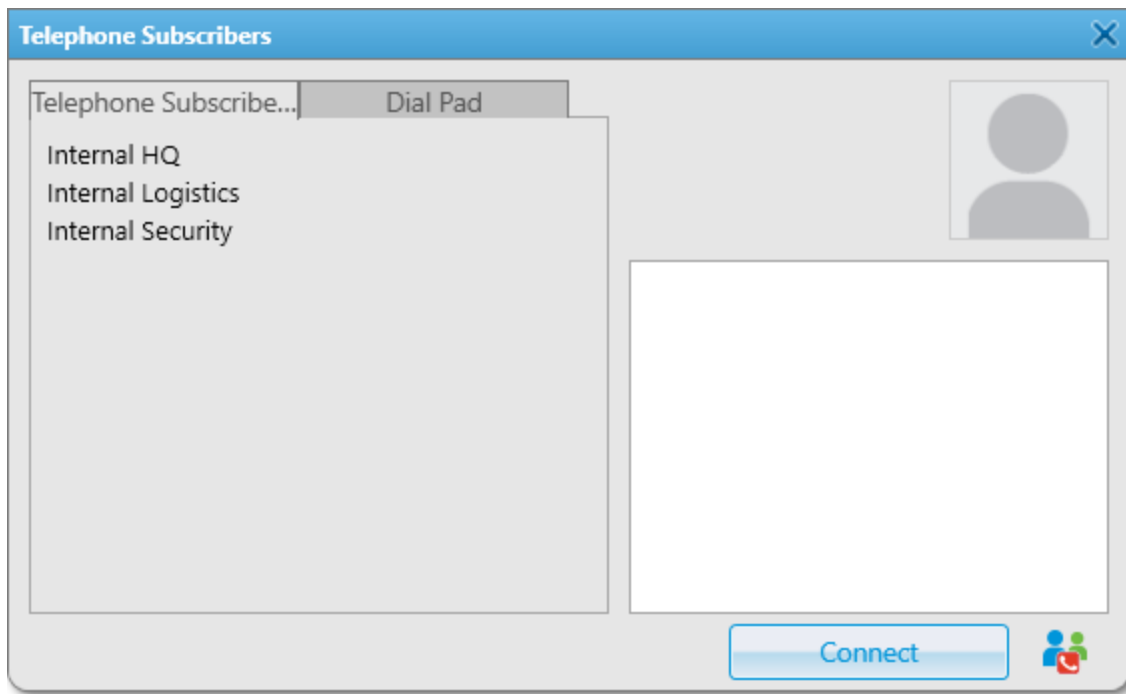 Telephone Subscribers
Telephone Subscribe... Dial Pad
Internal HQ
Internal Logistics
Internal Security
Connect